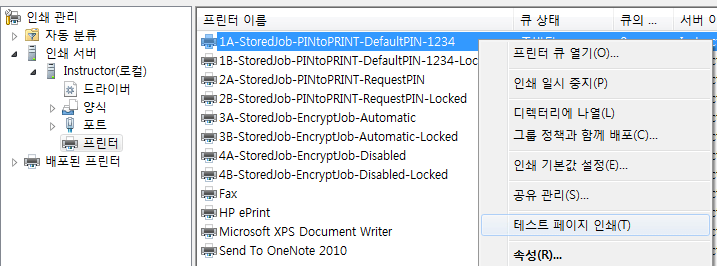 인쇄 관리
자동 분류
인쇄 서버
Instructor(로컬)
드라이버
양식
포트
프린터
배포된 프린터
프린터 이름 큐 상태 큐의 ... 서버 이
1A-StoredJob-PINtoPRINT-DefaultPIN-1234
1B-StoredJob-PINtoPRINT-DefaultPIN-1234-Loc
2A-StoredJob-PINtoPRINT-RequestPIN
2B-StoredJob-PINtoPRINT-RequestPIN-Locked
3A-StoredJob-EncryptJob-Automatic
3B-StoredJob-EncryptJob-Automatic-Locked
4A-StoredJob-EncryptJob-Disabled
4B-StoredJob-EncryptJob-Disabled-Locked
Fax
HP ePrint
Microsoft XPS Document Writer
Send To OneNote 2010
프린터 큐 열기(O)...
인쇄 일시 중지(P)
디렉터리에 나열(L)
그룹 정책과 함께 배포(C)...
인쇄 기본값 설정(E)...
공유 관리(S)...
테스트 페이지 인쇄(T)
속성(R)...